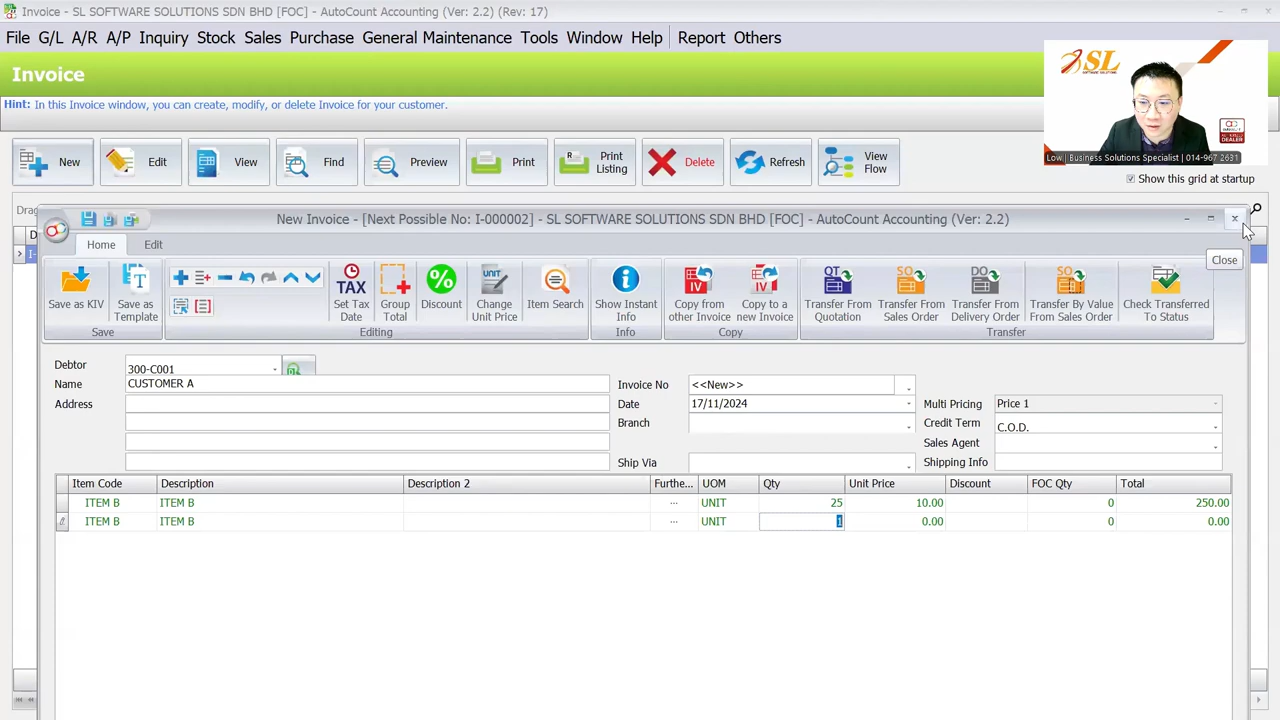 Invoice - SL SOFTWARE SOLUTIONS SDN BHD [FOC] - AutoCount Accounting (Ver: 2.2) (Rev: 17)
File G/L A/R A/P Inquiry Stock Sales Purchase General Maintenance Tools Window Help Report Others
Invoice
Hint: In this Invoice window, you can create, modify, or delete Invoice for your customer.
SL
SOFTWARE SOLUTIONS
Low | Business Solutions Specialist | 014-967 2631
New Edit View Find Preview Print Print Listing Delete Refresh View Flow
Show this grid at startup
Drag
New Invoice - [Next Possible No: I-000002] - SL SOFTWARE SOLUTIONS SDN BHD [FOC] - AutoCount Accounting (Ver: 2.2)
Home Edit
Close
Save as KIV Save as Template Set Tax Date Group Total Discount Change Unit Price Item Search Show Instant Info Copy from other Invoice Copy to a new Invoice Transfer From Quotation Transfer From Sales Order Transfer From Delivery Order Transfer By Value From Sales Order Check Transferred To Status
Save Editing Info Copy Transfer
Debtor 300-C001
Name CUSTOMER A Invoice No <<New>>
Address Date 17/11/2024 Multi Pricing Price 1
Branch Credit Term C.O.D.
Sales Agent
Ship Via Shipping Info
Item Code Description Description 2 Furthe... UOM Qty Unit Price Discount FOC Qty Total
ITEM B ITEM B ... UNIT 25 10.00 0 250.00
ITEM B ITEM B ... UNIT 1 0.00 0 0.00